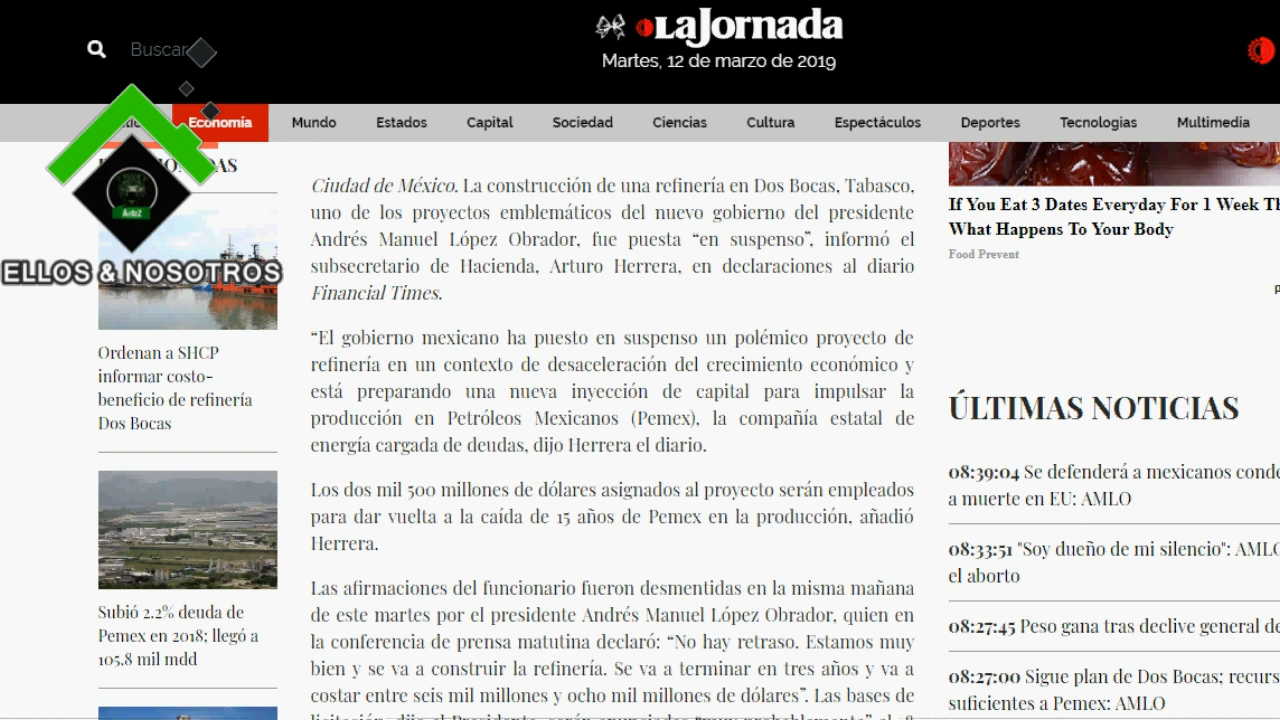 Buscar
LaJornada
Martes, 12 de marzo de 2019
Economía
Mundo
Estados
Capital
Sociedad
Ciencias
Cultura
Espectáculos
Deportes
Tecnologías
Multimedia
AutoZ
ELLOS & NOSOTROS
Ordenan a SHCP
informar costo-
beneficio de refinería
Dos Bocas
Subió 2.2% deuda de
Pemex en 2018; llegó a
105.8 mil mdd
Ciudad de México. La construcción de una refinería en Dos Bocas, Tabasco,
uno de los proyectos emblemáticos del nuevo gobierno del presidente
Andrés Manuel López Obrador, fue puesta “en suspenso”, informó el
subsecretario de Hacienda, Arturo Herrera, en declaraciones al diario
Financial Times.
“El gobierno mexicano ha puesto en suspenso un polémico proyecto de
refinería en un contexto de desaceleración del crecimiento económico y
está preparando una nueva inyección de capital para impulsar la
producción en Petróleos Mexicanos (Pemex), la compañía estatal de
energía cargada de deudas, dijo Herrera el diario.
Los dos mil 500 millones de dólares asignados al proyecto serán empleados
para dar vuelta a la caída de 15 años de Pemex en la producción, añadió
Herrera.
Las afirmaciones del funcionario fueron desmentidas en la misma mañana
de este martes por el presidente Andrés Manuel López Obrador, quien en
la conferencia de prensa matutina declaró: “No hay retraso. Estamos muy
bien y se va a construir la refinería. Se va a terminar en tres años y va a
costar entre seis mil millones y ocho mil millones de dólares”. Las bases de
If You Eat 3 Dates Everyday For 1 Week
What Happens To Your Body
Food Prevent
ÚLTIMAS NOTICIAS
08:39:04 Se defenderá a mexicanos
a muerte en EU: AMLO
08:33:51 "Soy dueño de mi silencio": AMLO
el aborto
08:27:45 Peso gana tras declive general
08:27:00 Sigue plan de Dos Bocas;
suficientes a Pemex: AMLO